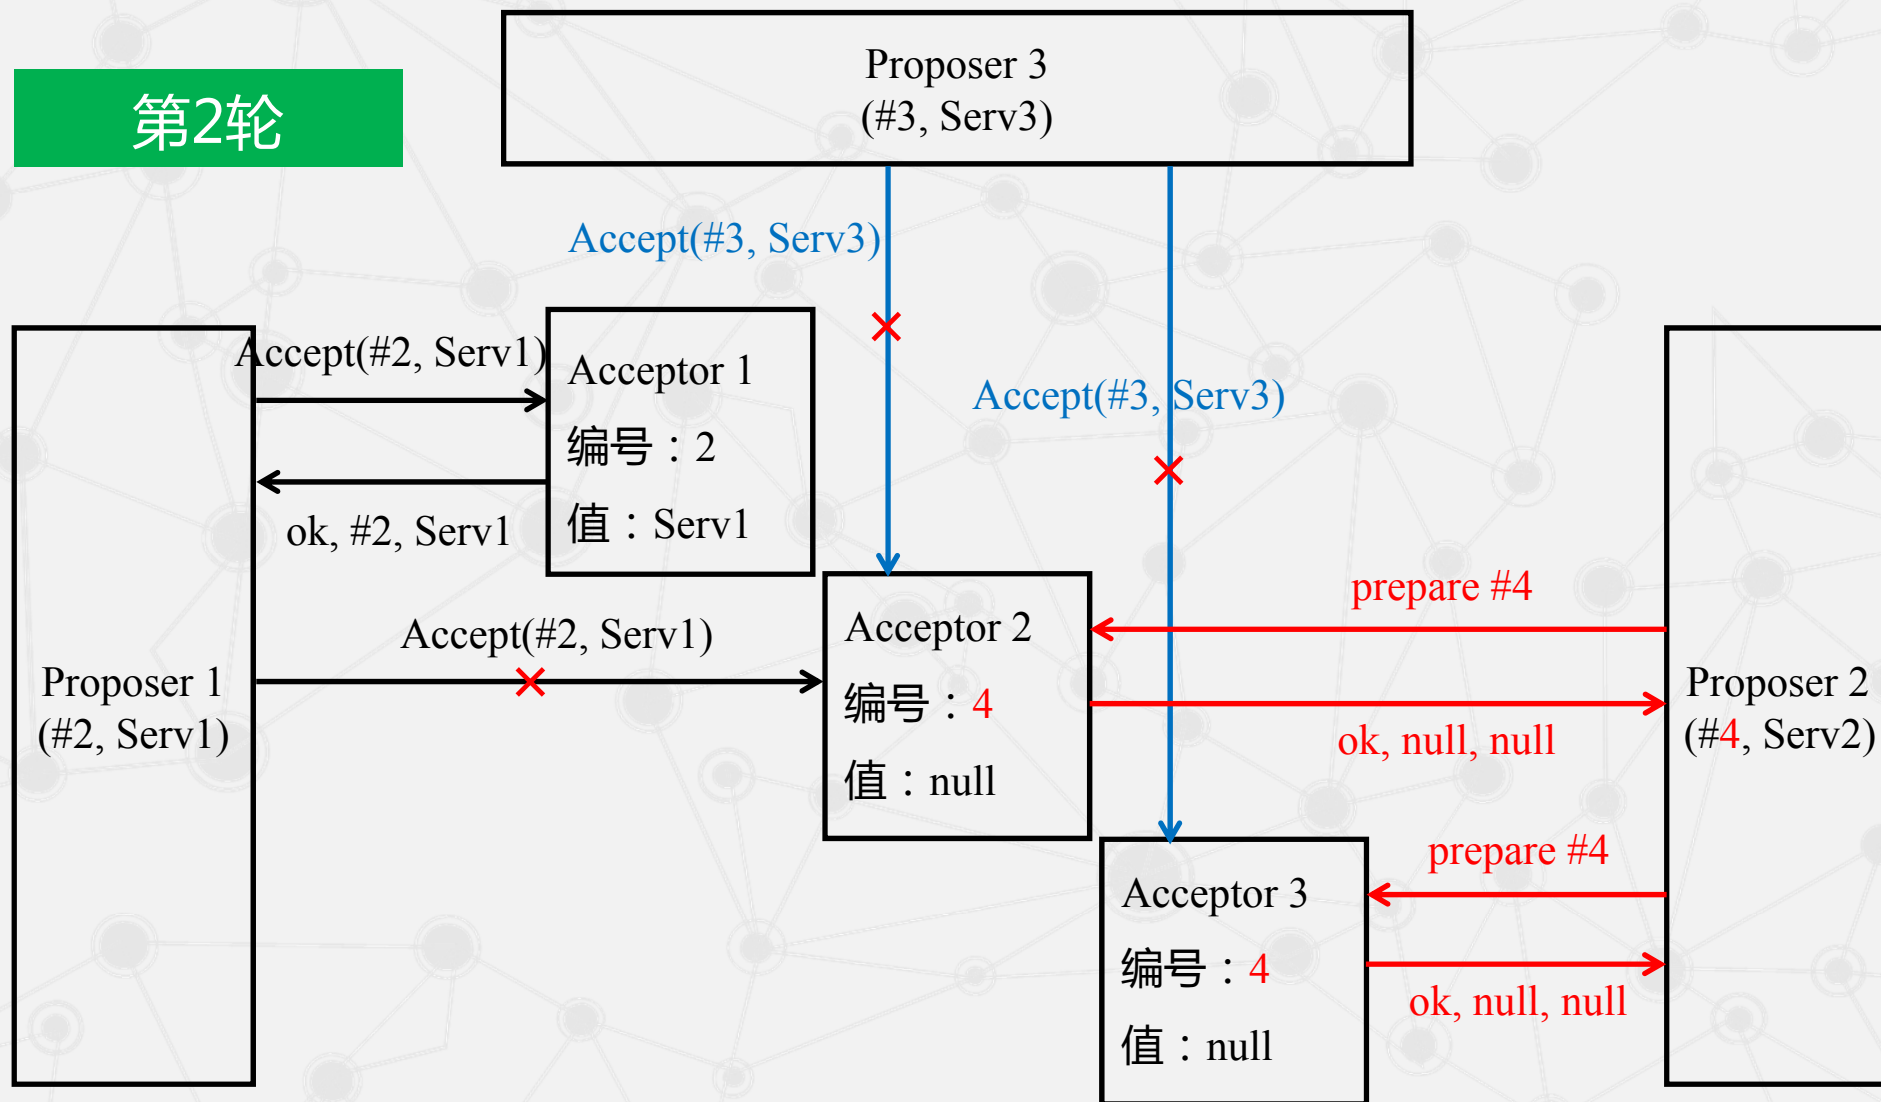 第2轮
Proposer 3
(#3, Serv3)
Accept(#3, Serv3)
Accept(#3, Serv3)
Accept(#2, Serv1)
ok, #2, Serv1
Acceptor 1
编号：2
值：Serv1
Accept(#2, Serv1)
Proposer 1
(#2, Serv1)
Acceptor 2
编号：4
值：null
prepare #4
ok, null, null
Proposer 2
(#4, Serv2)
Acceptor 3
编号：4
值：null
prepare #4
ok, null, null